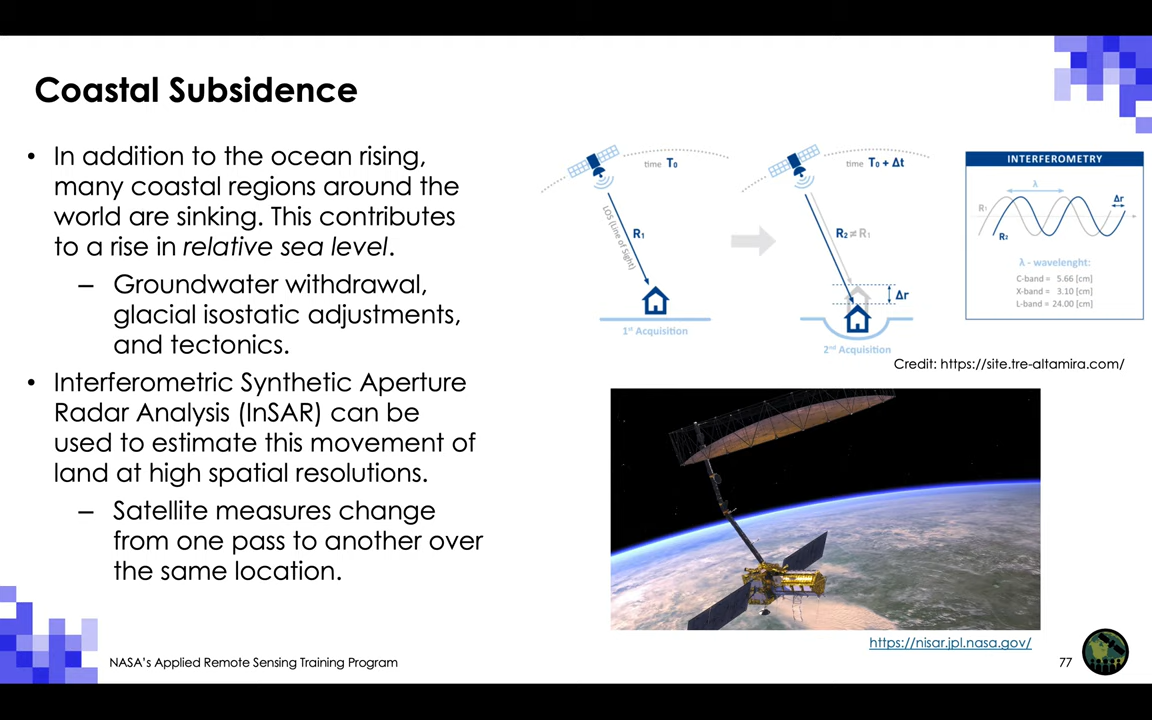 Coastal Subsidence
• In addition to the ocean rising,
many coastal regions around the
world are sinking. This contributes
to a rise in relative sea level.
– Groundwater withdrawal,
glacial isostatic adjustments,
and tectonics.
• Interferometric Synthetic Aperture
Radar Analysis (InSAR) can be
used to estimate this movement of
land at high spatial resolutions.
– Satellite measures change
from one pass to another over
the same location.
time T₀
LOS (Line of Sight)
R₁
1st Acquisition
time T₀ + Δt
R₂ ≠ R₁
Δr
2nd Acquisition
INTERFEROMETRY
λ
Δr
R₁
R₂
λ - wavelenght:
C-band = 5.66 [cm]
X-band = 3.10 [cm]
L-band = 24.00 [cm]
Credit: https://site.tre-altamira.com/
https://nisar.jpl.nasa.gov/
NASA's Applied Remote Sensing Training Program
77